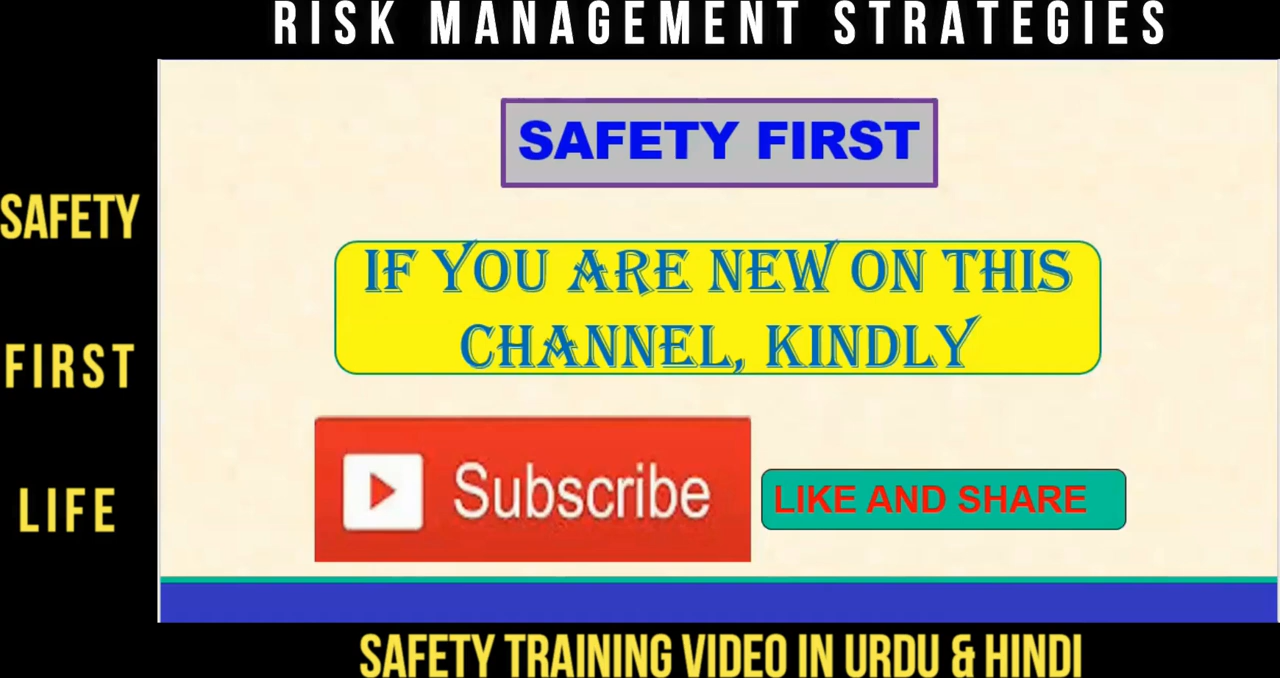 RISK MANAGEMENT STRATEGIES
SAFETY FIRST
IF YOU ARE NEW ON THIS
CHANNEL, KINDLY
Subscribe
LIKE AND SHARE
SAFETY
FIRST
LIFE
SAFETY TRAINING VIDEO IN URDU & HINDI